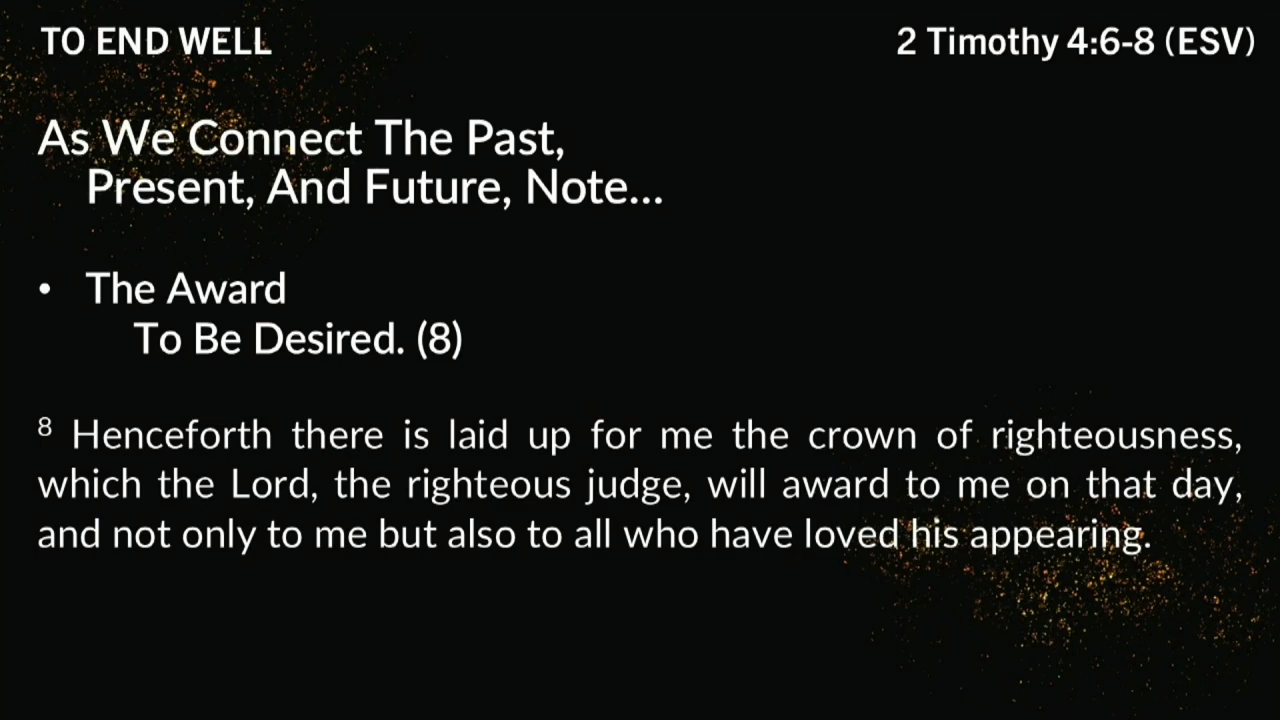 TO END WELL
2 Timothy 4:6-8 (ESV)
As We Connect The Past,
Present, And Future, Note...
• The Award
To Be Desired. (8)
8 Henceforth there is laid up for me the crown of righteousness,
which the Lord, the righteous judge, will award to me on that day,
and not only to me but also to all who have loved his appearing.